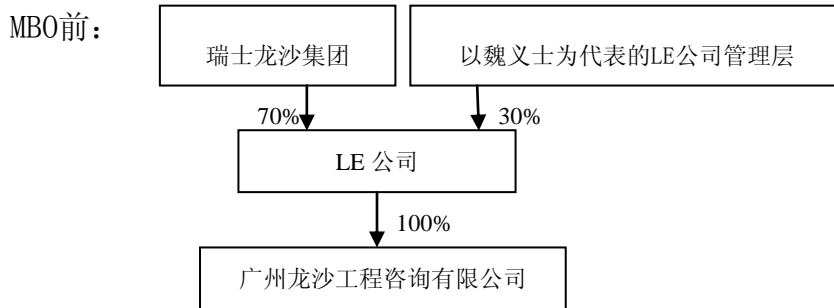 MBO前：
瑞士龙沙集团
以魏义士为代表的LE公司管理层
70%
30%
LE 公司
100%
广州龙沙工程咨询有限公司